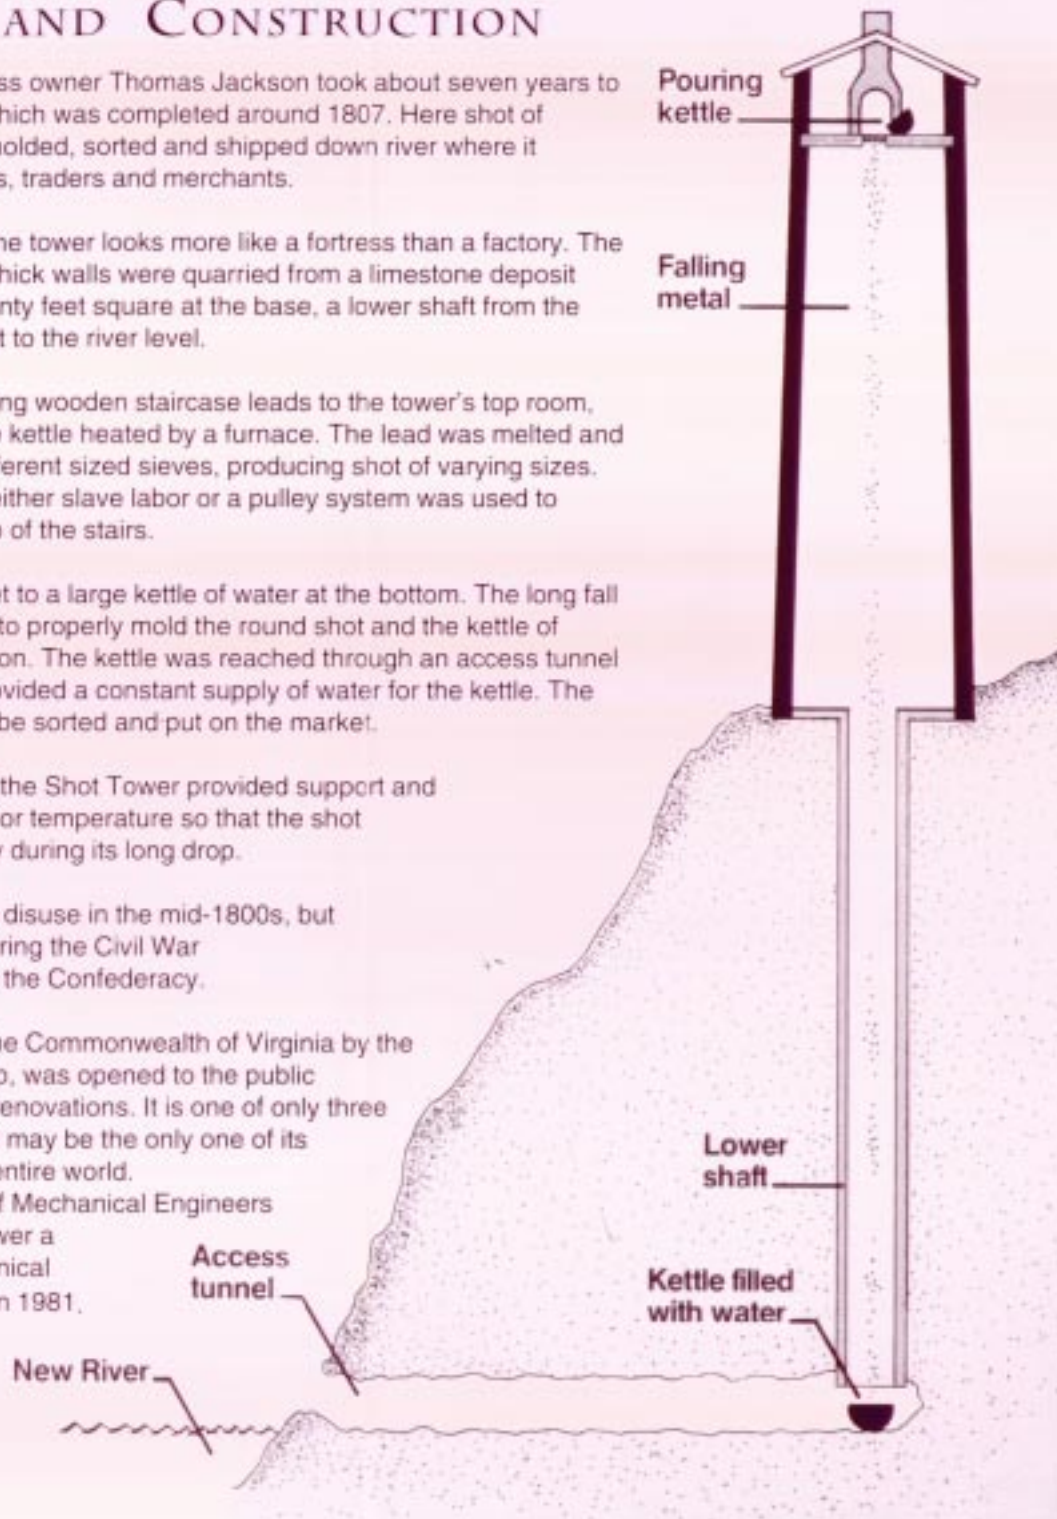 AND CONSTRUCTION
ss owner Thomas Jackson took about seven years to
hich was completed around 1807. Here shot of
olded, sorted and shipped down river where it
s, traders and merchants.
ne tower looks more like a fortress than a factory. The
hick walls were quarried from a limestone deposit
nty feet square at the base, a lower shaft from the
t to the river level.
ng wooden staircase leads to the tower's top room,
e kettle heated by a furnace. The lead was melted and
ferent sized sieves, producing shot of varying sizes.
either slave labor or a pulley system was used to
of the stairs.
et to a large kettle of water at the bottom. The long fall
to properly mold the round shot and the kettle of
on. The kettle was reached through an access tunnel
ovided a constant supply of water for the kettle. The
be sorted and put on the market.
the Shot Tower provided support and
or temperature so that the shot
y during its long drop.
disuse in the mid-1800s, but
ring the Civil War
the Confederacy.
he Commonwealth of Virginia by the
o, was opened to the public
enovations. It is one of only three
may be the only one of its
entire world.
f Mechanical Engineers
wer a
nical
n 1981.
Pouring
kettle
Falling
metal
Lower
shaft
Kettle filled
with water
Access
tunnel
New River